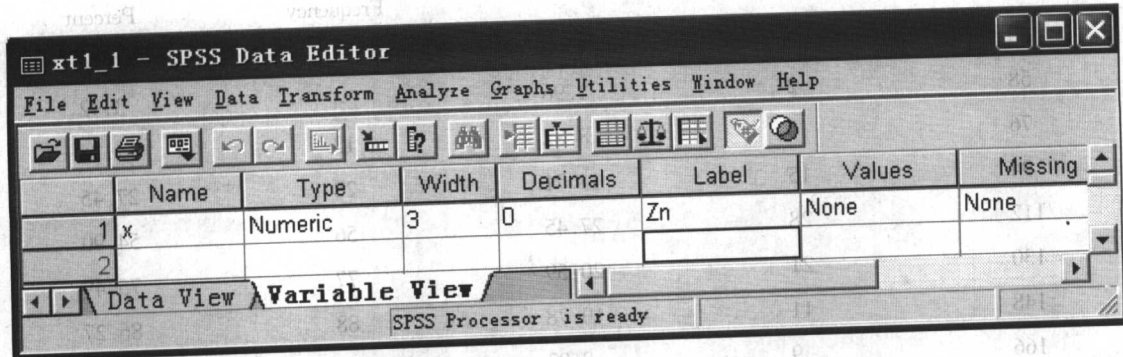 xt1_1 - SPSS Data Editor
File Edit View Data Transform Analyze Graphs Utilities Window Help
Name Type Width Decimals Label Values Missing
1 x Numeric 3 0 Zn None None
2
Data View Variable View
SPSS Processor is ready